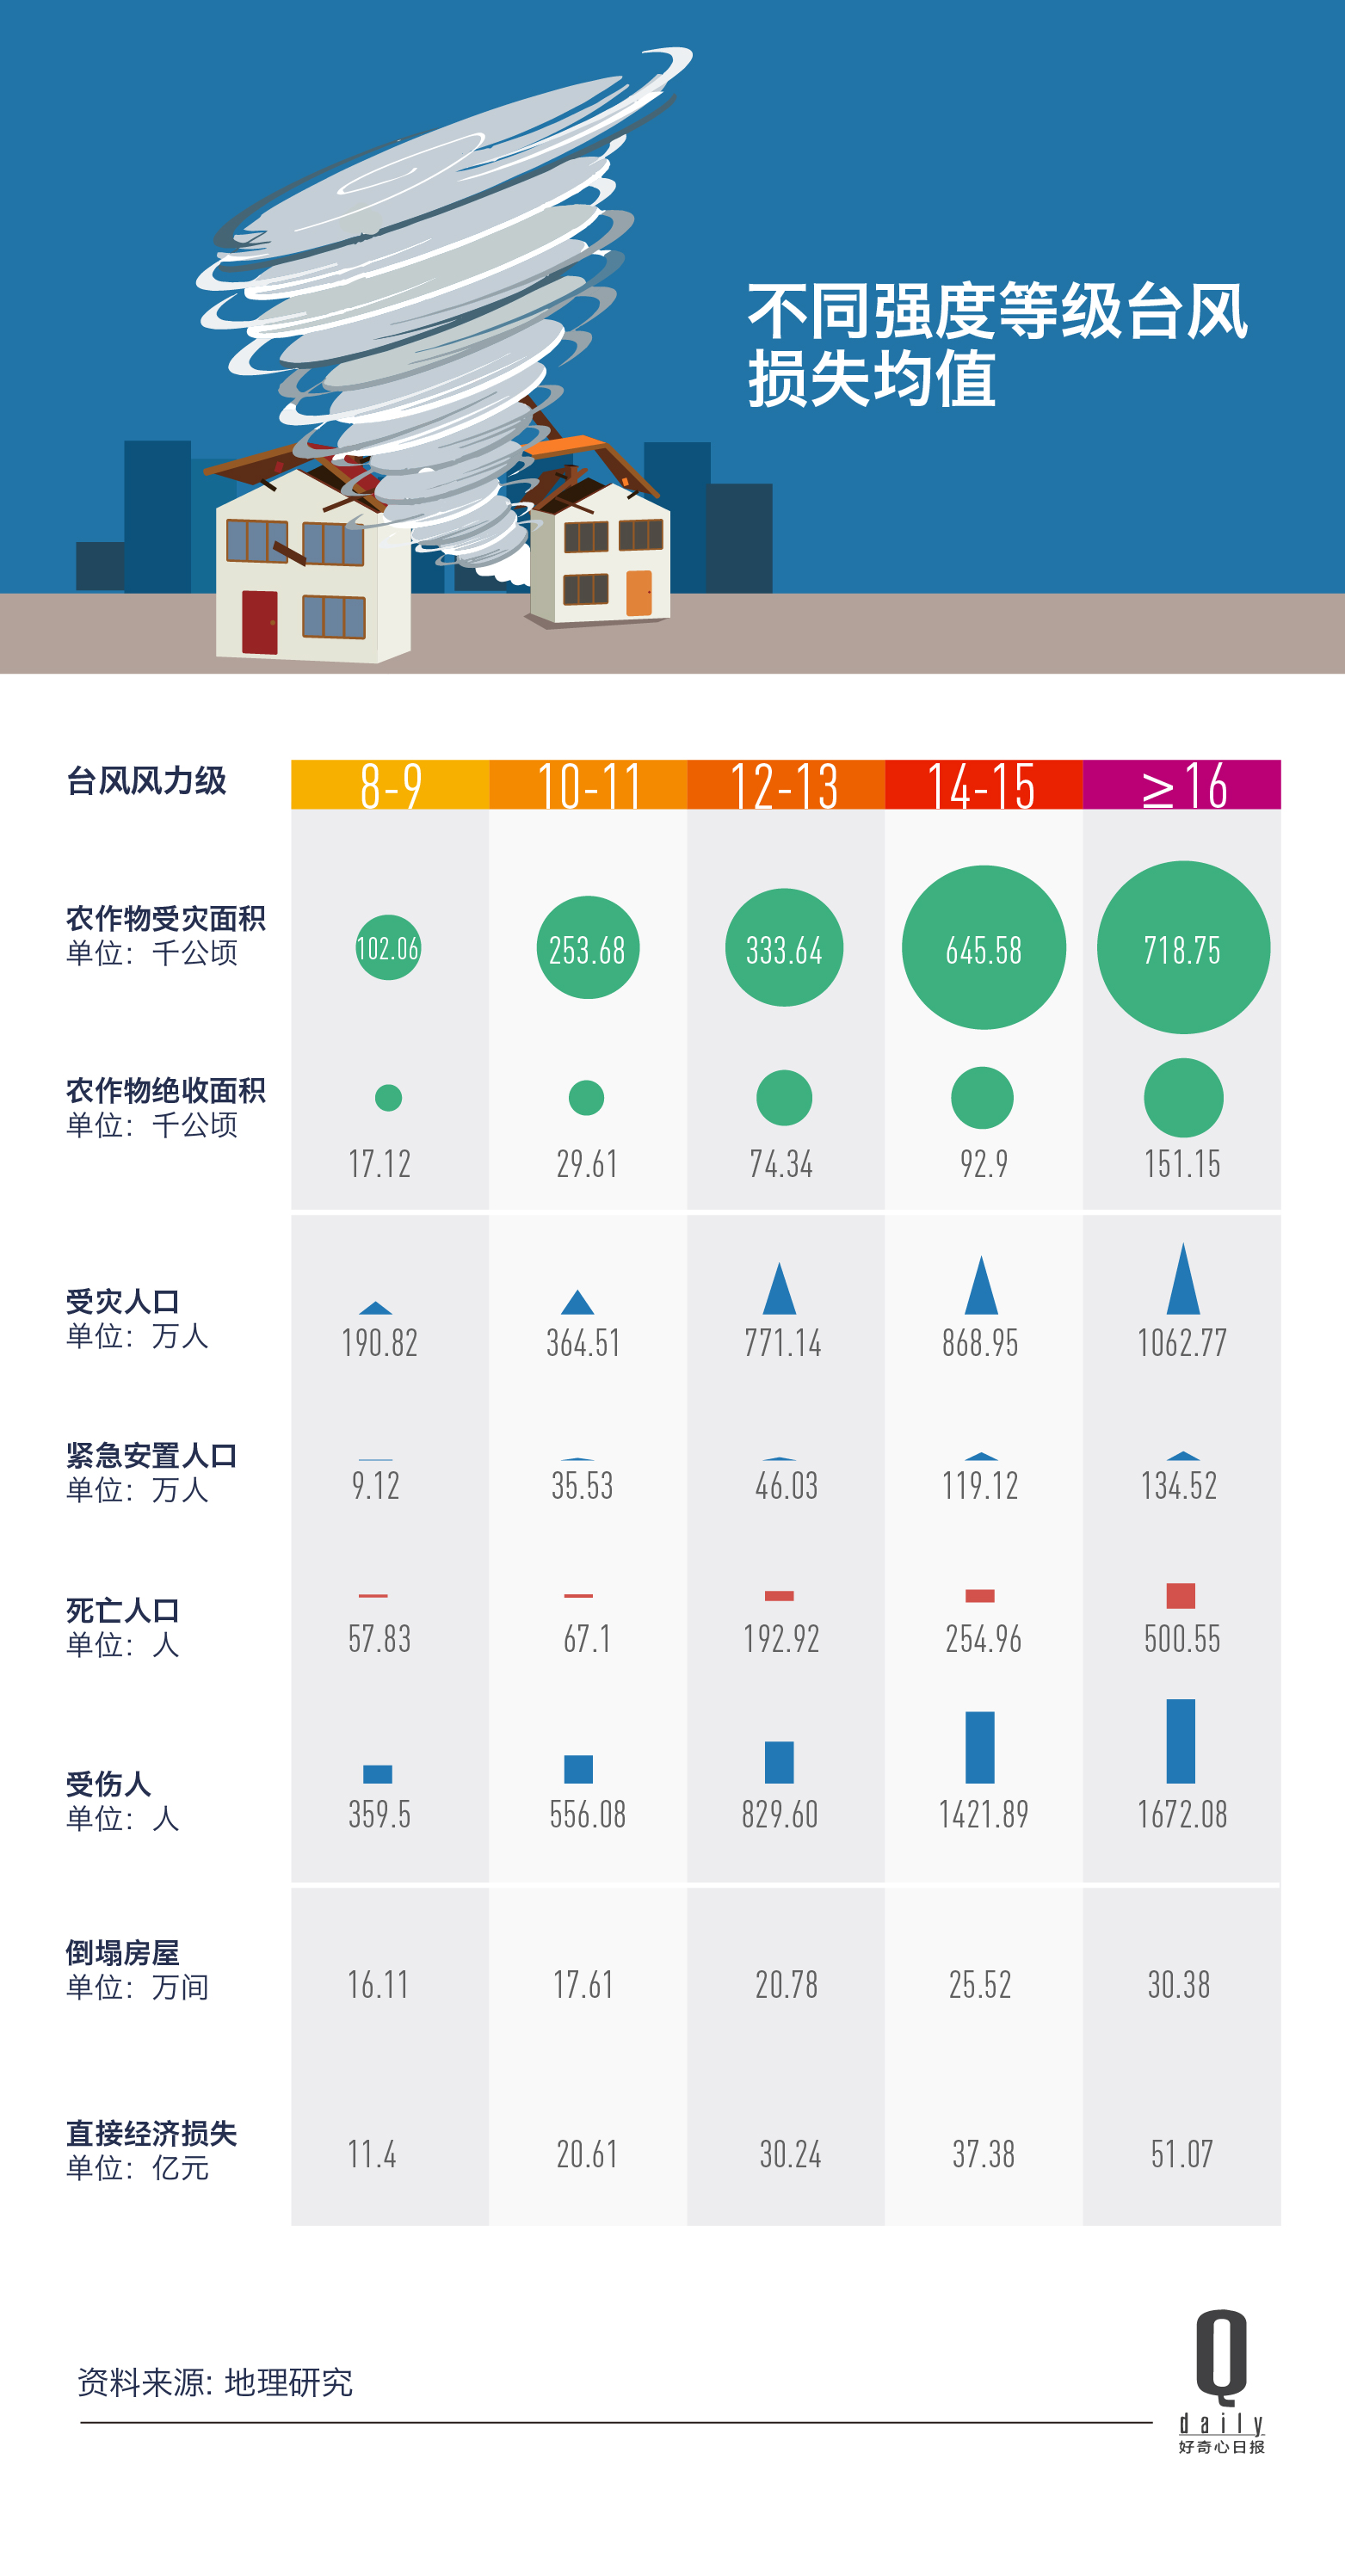 不同强度等级台风
损失均值
台风风力级 8-9 10-11 12-13 14-15 ≥16
农作物受灾面积
单位：千公顷
102.06 253.68 333.64 645.58 718.75
农作物绝收面积
单位：千公顷
17.12 29.61 74.34 92.9 151.15
受灾人口
单位：万人
190.82 364.51 771.14 868.95 1062.77
紧急安置人口
单位：万人
9.12 35.53 46.03 119.12 134.52
死亡人口
单位：人
57.83 67.1 192.92 254.96 500.55
受伤人
单位：人
359.5 556.08 829.60 1421.89 1672.08
倒塌房屋
单位：万间
16.11 17.61 20.78 25.52 30.38
直接经济损失
单位：亿元
11.4 20.61 30.24 37.38 51.07
资料来源: 地理研究
Q
daily
好奇心日报